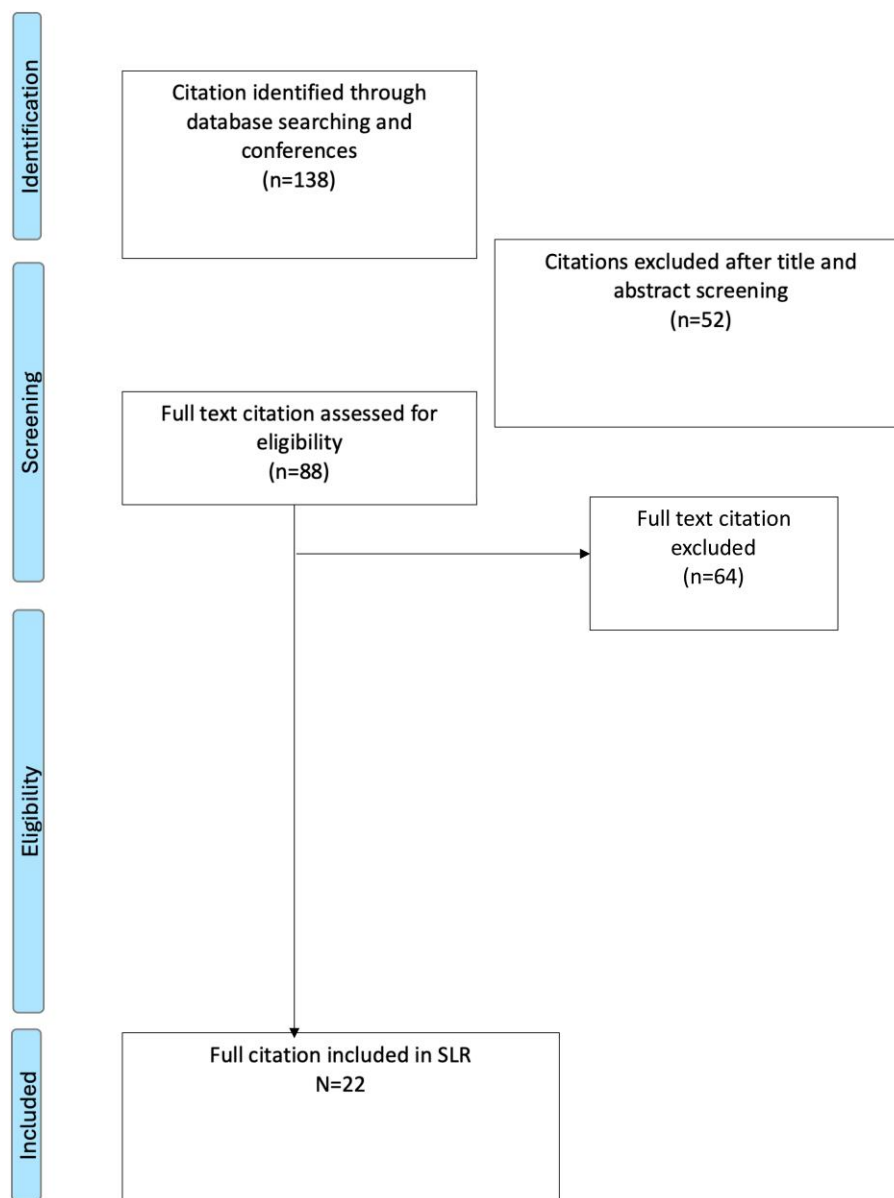 Identification
Citation identified through
database searching and
conferences
(n=138)
Citations excluded after title and
abstract screening
(n=52)
Screening
Full text citation assessed for
eligibility
(n=88)
Full text citation
excluded
(n=64)
Eligibility
Full citation included in SLR
N=22
Included